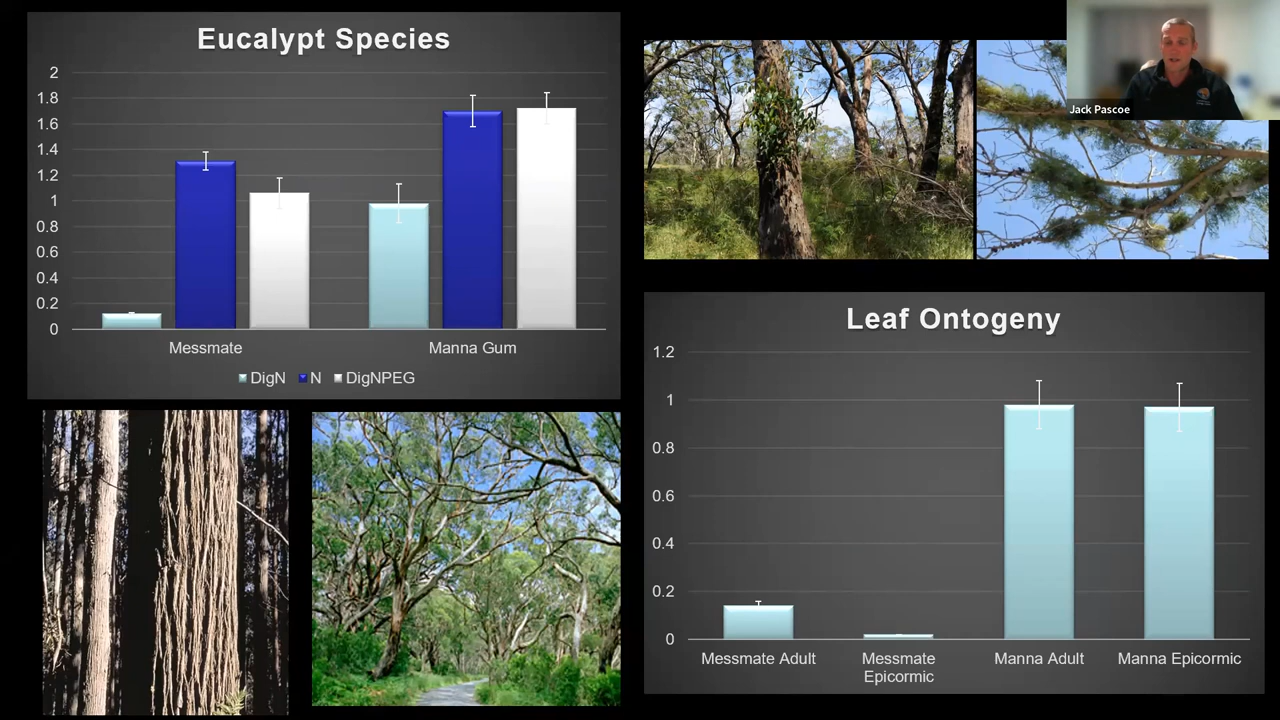 Eucalypt Species
2
1.8
1.6
1.4
1.2
1
0.8
0.6
0.4
0.2
0
Messmate Manna Gum
DigN N DigNPEG
Jack Pascoe
Leaf Ontogeny
1.2
1
0.8
0.6
0.4
0.2
0
Messmate Adult Messmate Manna Adult Manna Epicormic
Epicormic